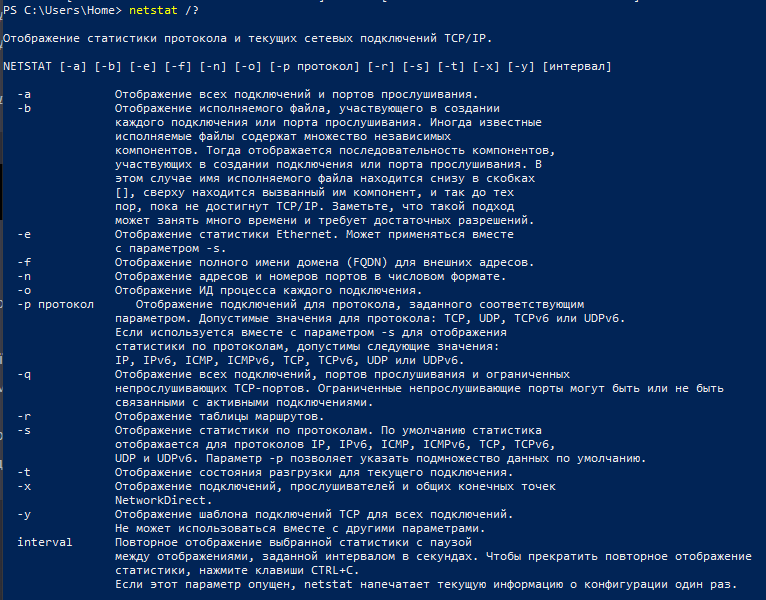 PS C:\Users\Home> netstat /?
Отображение статистики протокола и текущих сетевых подключений TCP/IP.
NETSTAT [-a] [-b] [-e] [-f] [-n] [-o] [-p протокол] [-r] [-s] [-t] [-x] [-y] [интервал]
-a Отображение всех подключений и портов прослушивания.
-b Отображение исполняемого файла, участвующего в создании
каждого подключения или порта прослушивания. Иногда известные
исполняемые файлы содержат множество независимых
компонентов. Тогда отображается последовательность компонентов,
участвующих в создании подключения или порта прослушивания. В
этом случае имя исполняемого файла находится снизу в скобках
[], сверху находится вызванный им компонент, и так до тех
пор, пока не достигнут TCP/IP. Заметьте, что такой подход
может занять много времени и требует достаточных разрешений.
-e Отображение статистики Ethernet. Может применяться вместе
с параметром -s.
-f Отображение полного имени домена (FQDN) для внешних адресов.
-n Отображение адресов и номеров портов в числовом формате.
-o Отображение ИД процесса каждого подключения.
-p протокол Отображение подключений для протокола, заданного соответствующим
параметром. Допустимые значения для протокола: TCP, UDP, TCPv6 или UDPv6.
Если используется вместе с параметром -s для отображения
статистики по протоколам, допустимы следующие значения:
IP, IPv6, ICMP, ICMPv6, TCP, TCPv6, UDP или UDPv6.
-q Отображение всех подключений, портов прослушивания и ограниченных
непрослушивающих TCP-портов. Ограниченные непрослушивающие порты могут быть или не быть
связанными с активными подключениями.
-r Отображение таблицы маршрутов.
-s Отображение статистики по протоколам. По умолчанию статистика
отображается для протоколов IP, IPv6, ICMP, ICMPv6, TCP, TCPv6,
UDP и UDPv6. Параметр -p позволяет указать подмножество данных по умолчанию.
-t Отображение состояния разгрузки для текущего подключения.
-x Отображение подключений, прослушивателей и общих конечных точек
NetworkDirect.
-y Отображение шаблона подключений TCP для всех подключений.
Не может использоваться вместе с другими параметрами.
interval Повторное отображение выбранной статистики с паузой
между отображениями, заданной интервалом в секундах. Чтобы прекратить повторное отображение
статистики, нажмите клавиши CTRL+C.
Если этот параметр опущен, netstat напечатает текущую информацию о конфигурации один раз.